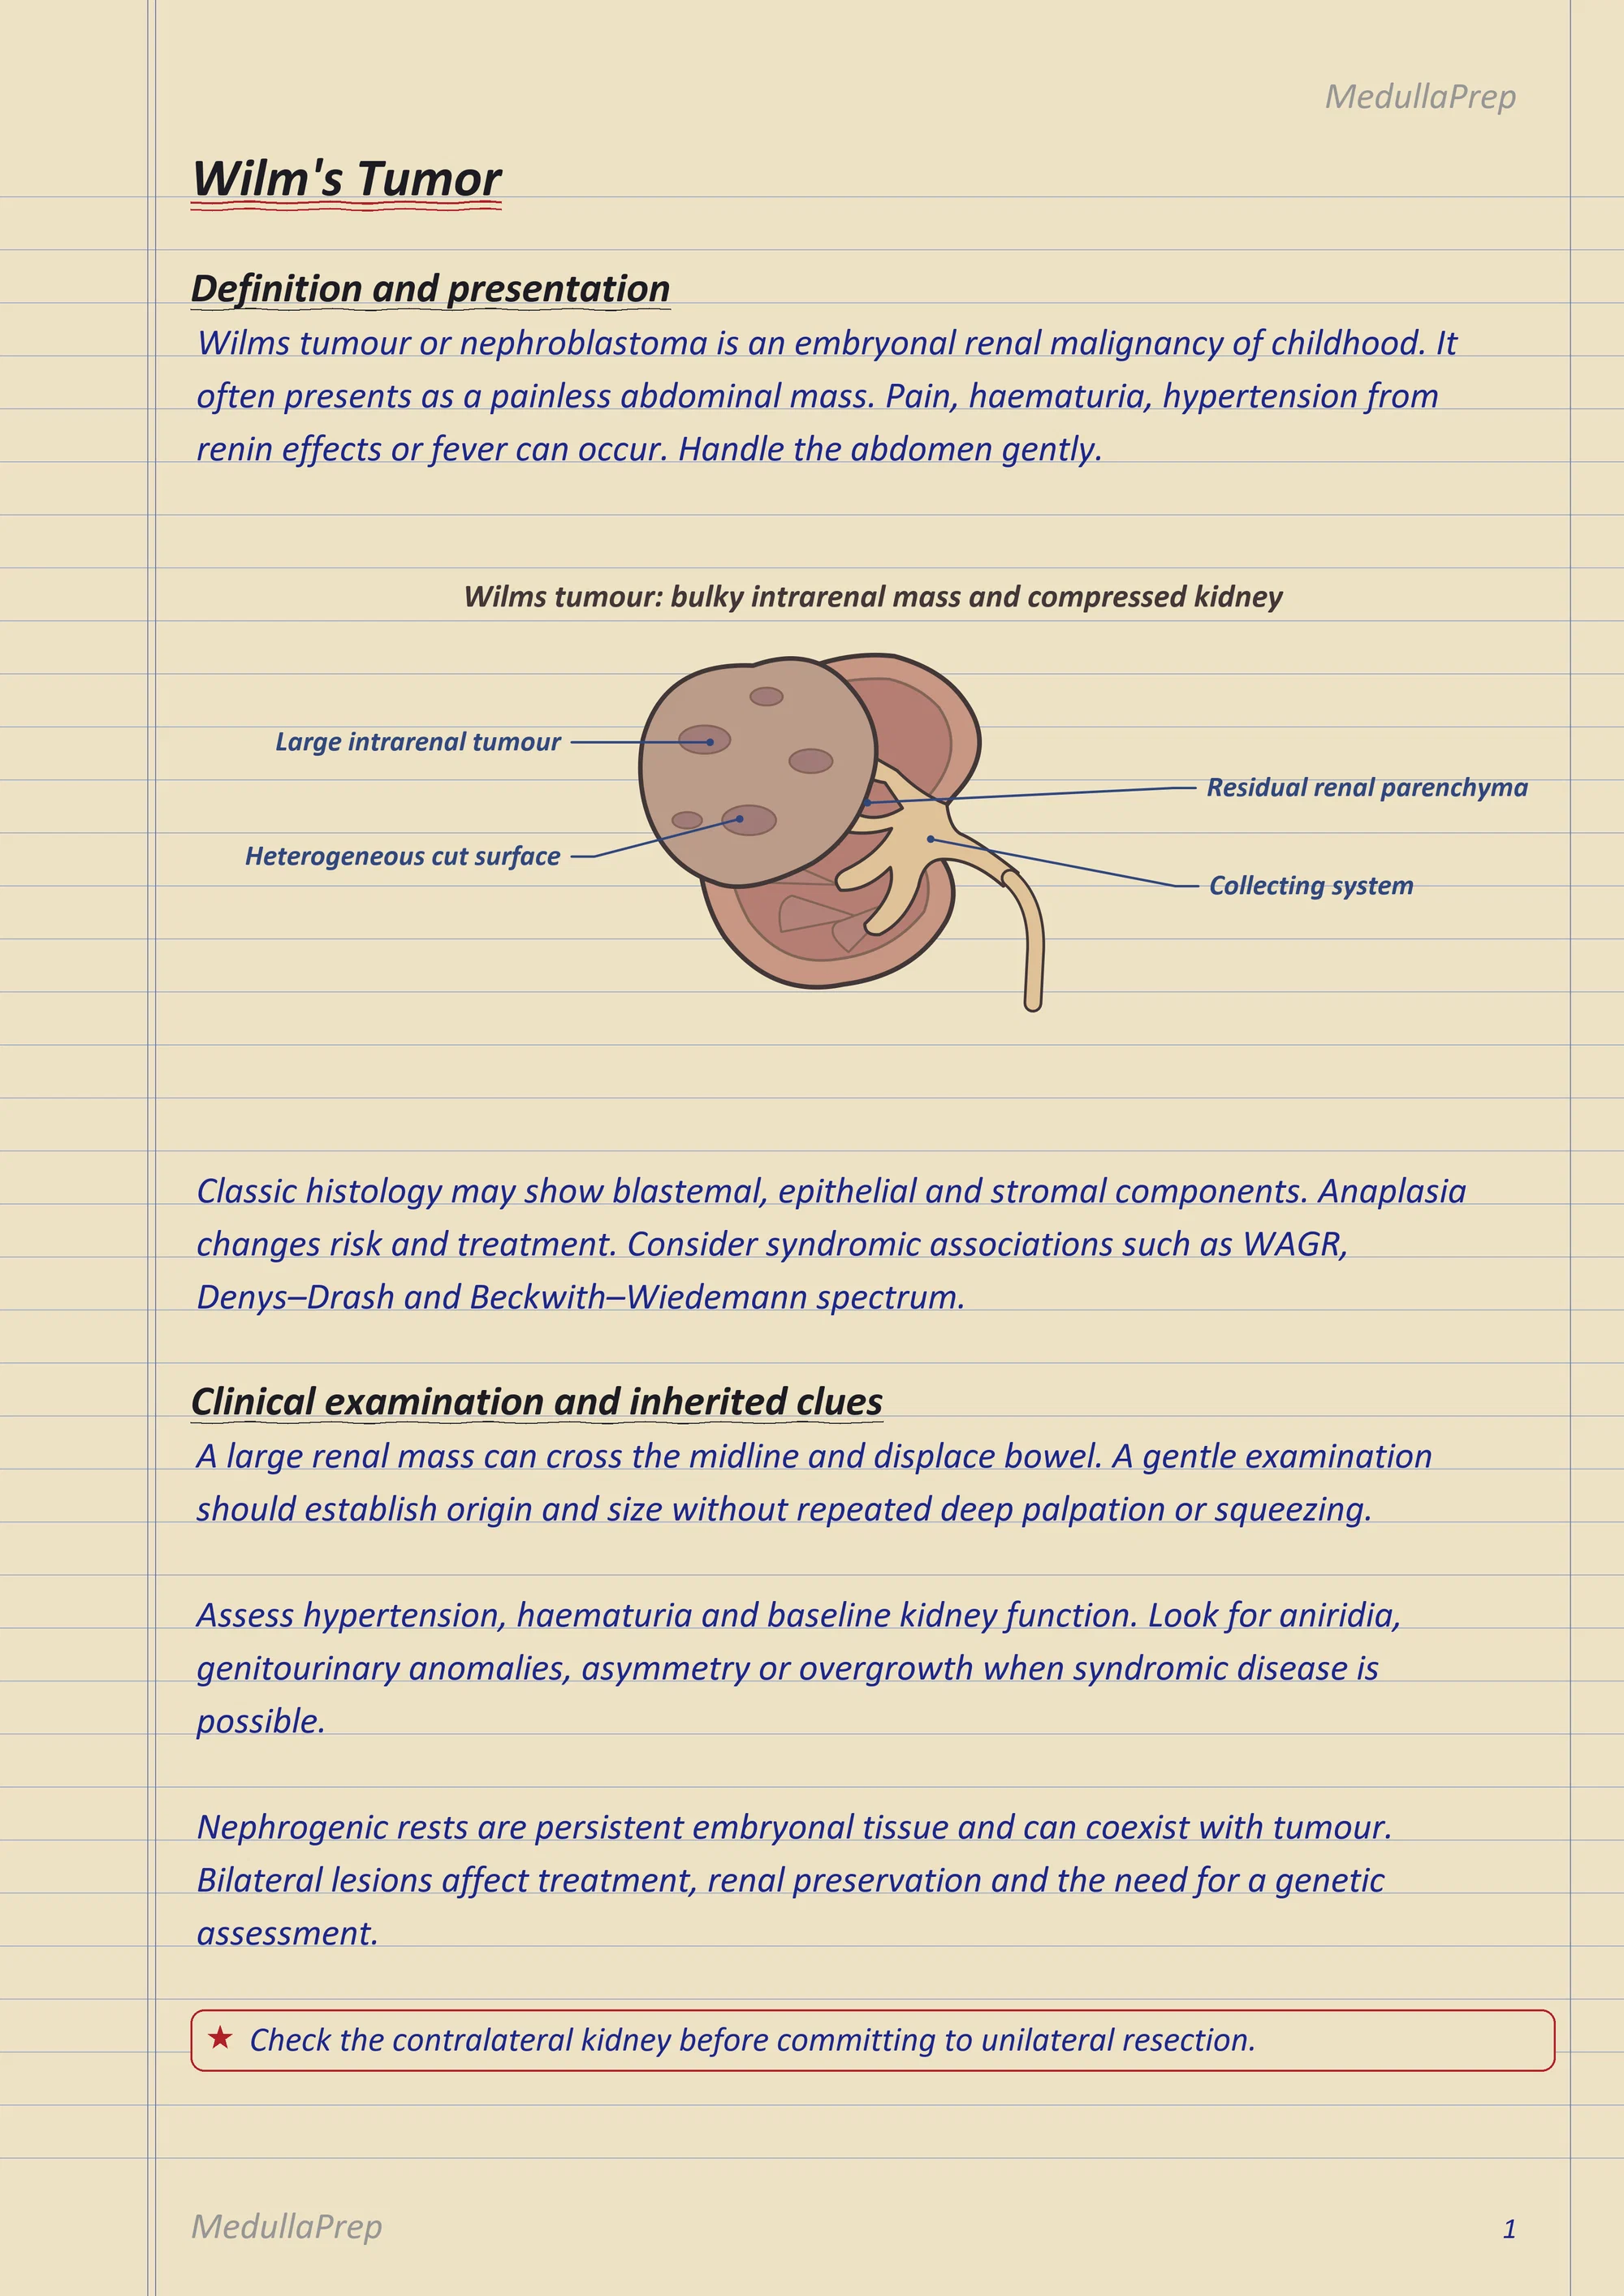 MedullaPrep
Wilm's Tumor
Definition and presentation
Wilms tumour or nephroblastoma is an embryonal renal malignancy of childhood. It
often presents as a painless abdominal mass. Pain, haematuria, hypertension from
renin effects or fever can occur. Handle the abdomen gently.
Wilms tumour: bulky intrarenal mass and compressed kidney
Large intrarenal tumour
Residual renal parenchyma
Heterogeneous cut surface
Collecting system
Classic histology may show blastemal, epithelial and stromal components. Anaplasia
changes risk and treatment. Consider syndromic associations such as WAGR,
Denys–Drash and Beckwith–Wiedemann spectrum.
Clinical examination and inherited clues
A large renal mass can cross the midline and displace bowel. A gentle examination
should establish origin and size without repeated deep palpation or squeezing.
Assess hypertension, haematuria and baseline kidney function. Look for aniridia,
genitourinary anomalies, asymmetry or overgrowth when syndromic disease is
possible.
Nephrogenic rests are persistent embryonal tissue and can coexist with tumour.
Bilateral lesions affect treatment, renal preservation and the need for a genetic
assessment.
★ Check the contralateral kidney before committing to unilateral resection.
MedullaPrep
1